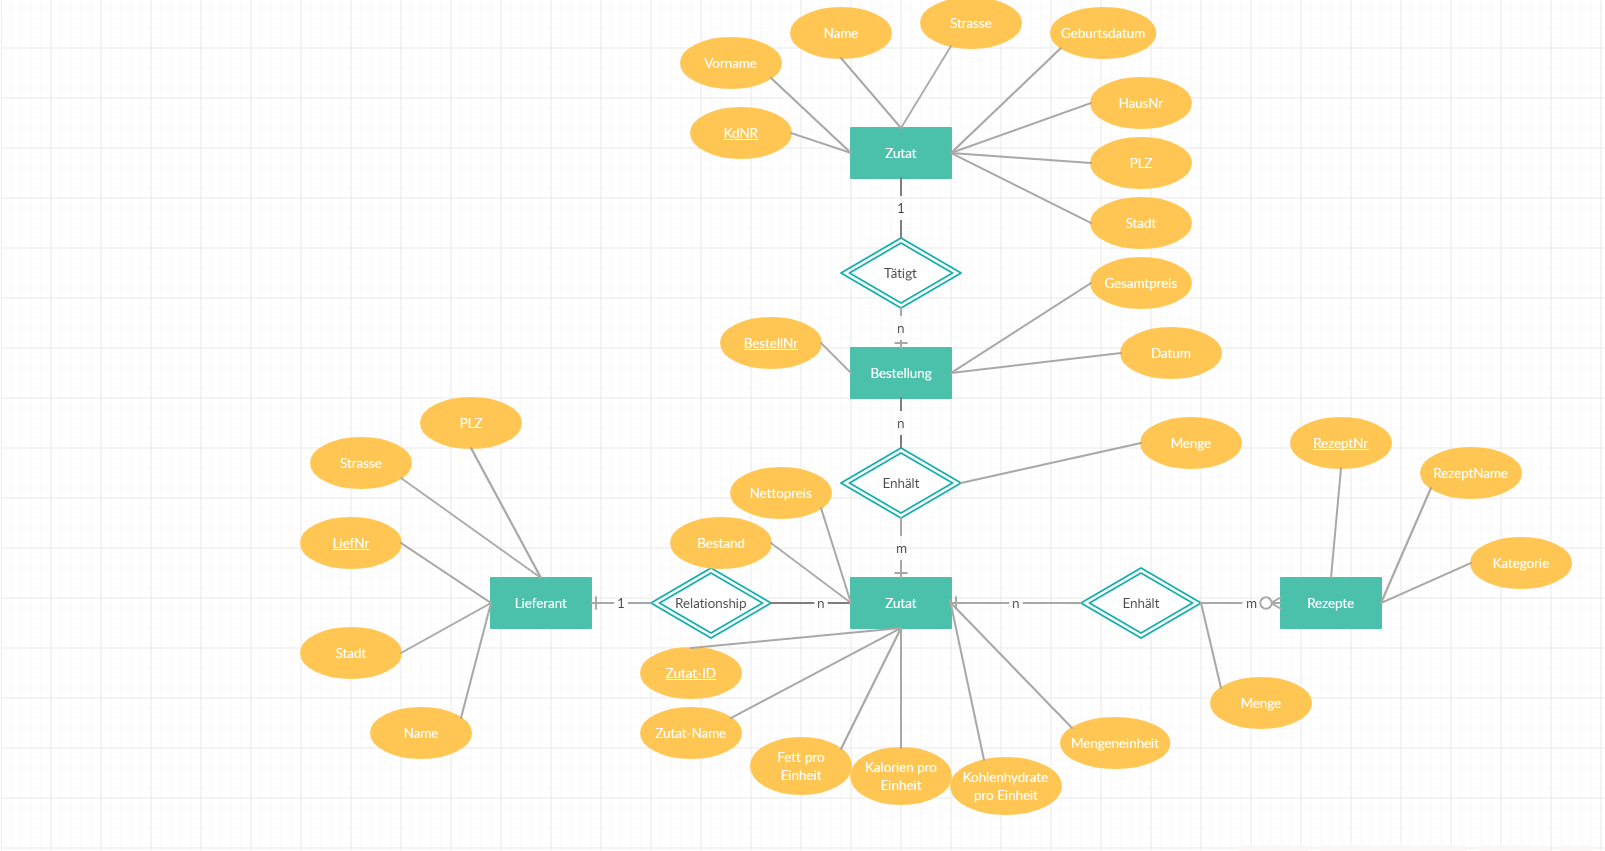 Strasse
Name
Geburtsdatum
Vorname
HausNr
KdNR
Zutat
PLZ
1
Stadt
Tätigt
Gesamtpreis
n
BestellNr
Datum
Bestellung
PLZ
n
Menge
RezeptNr
Strasse
RezeptName
Enhält
Nettopreis
LiefNr
Bestand
m
Kategorie
Lieferant
1
Relationship
n
Zutat
n
Enhält
m
Rezepte
Stadt
Zutat-ID
Menge
Name
Zutat-Name
Mengeneinheit
Fett pro
Einheit
Kalorien pro
Einheit
Kohlenhydrate
pro Einheit